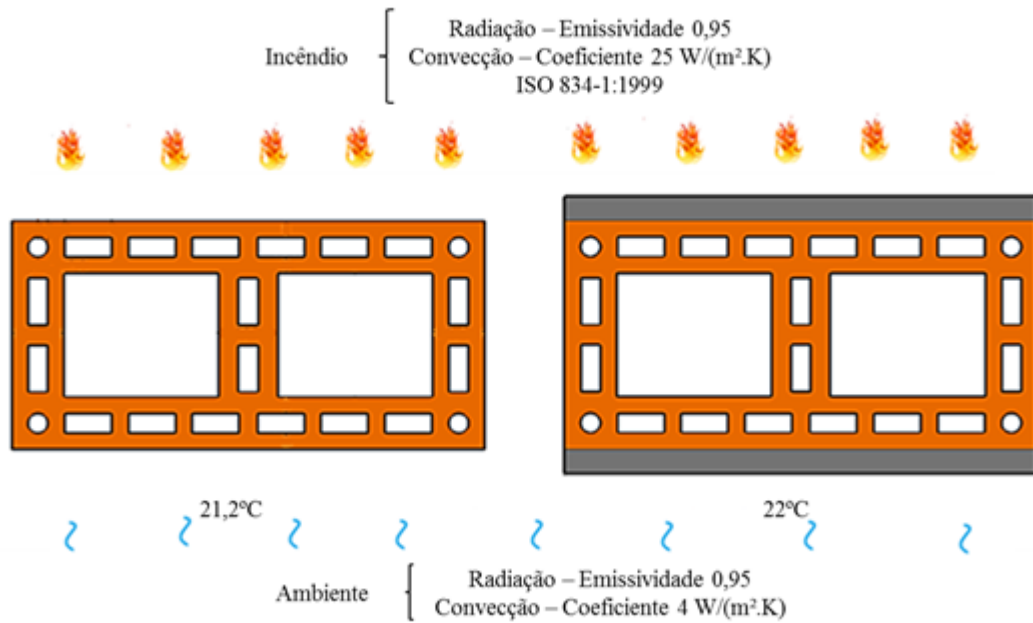 Incêndio
Radiação – Emissividade 0,95
Convecção – Coeficiente 25 W/(m².K)
ISO 834-1:1999
21,2ºC
22ºC
Ambiente
Radiação – Emissividade 0,95
Convecção – Coeficiente 4 W/(m².K)